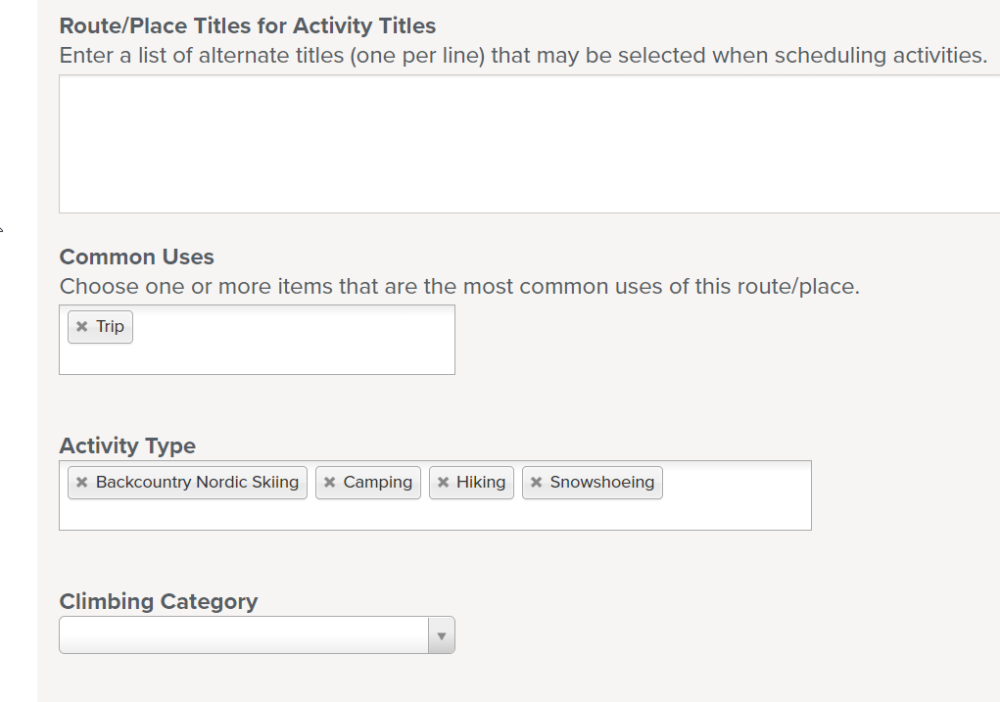 Route/Place Titles for Activity Titles
Enter a list of alternate titles (one per line) that may be selected when scheduling activities.
Common Uses
Choose one or more items that are the most common uses of this route/place.
Trip
Activity Type
Backcountry Nordic Skiing Camping Hiking Snowshoeing
Climbing Category